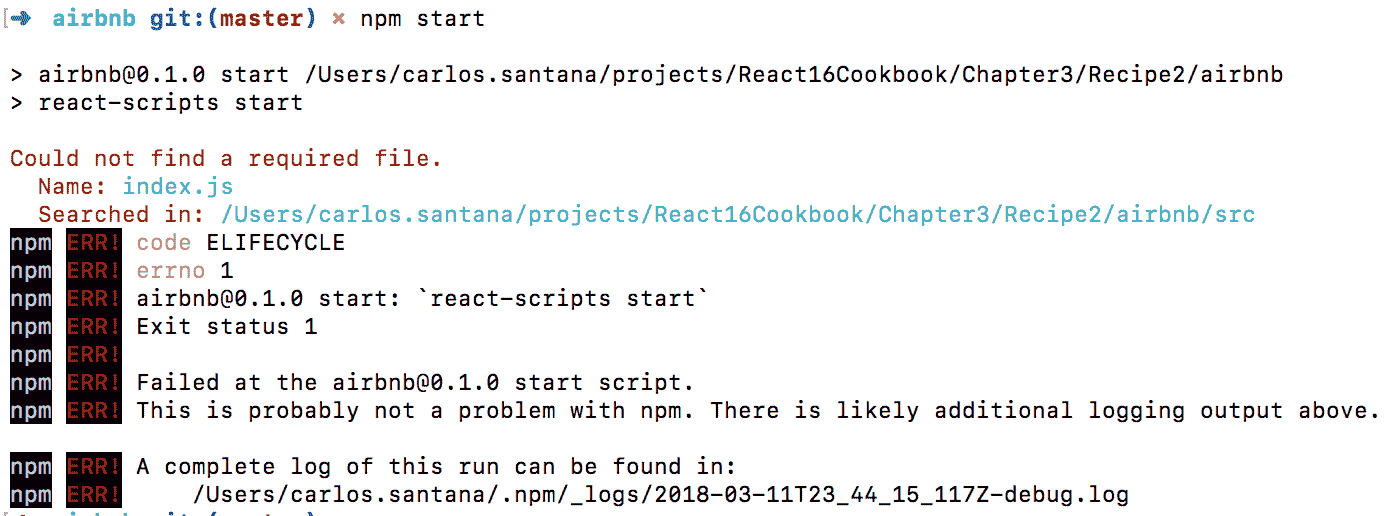 [➜ airbnb git:(master) × npm start
> airbnb@0.1.0 start /Users/carlos.santana/projects/React16Cookbook/Chapter3/Recipe2/airbnb
> react-scripts start
Could not find a required file.
Name: index.js
Searched in: /Users/carlos.santana/projects/React16Cookbook/Chapter3/Recipe2/airbnb/src
npm ERR! code ELIFECYCLE
npm ERR! errno 1
npm ERR! airbnb@0.1.0 start: `react-scripts start`
npm ERR! Exit status 1
npm ERR!
npm ERR! Failed at the airbnb@0.1.0 start script.
npm ERR! This is probably not a problem with npm. There is likely additional logging output above.
npm ERR! A complete log of this run can be found in:
npm ERR! /Users/carlos.santana/.npm/_logs/2018-03-11T23_44_15_117Z-debug.log